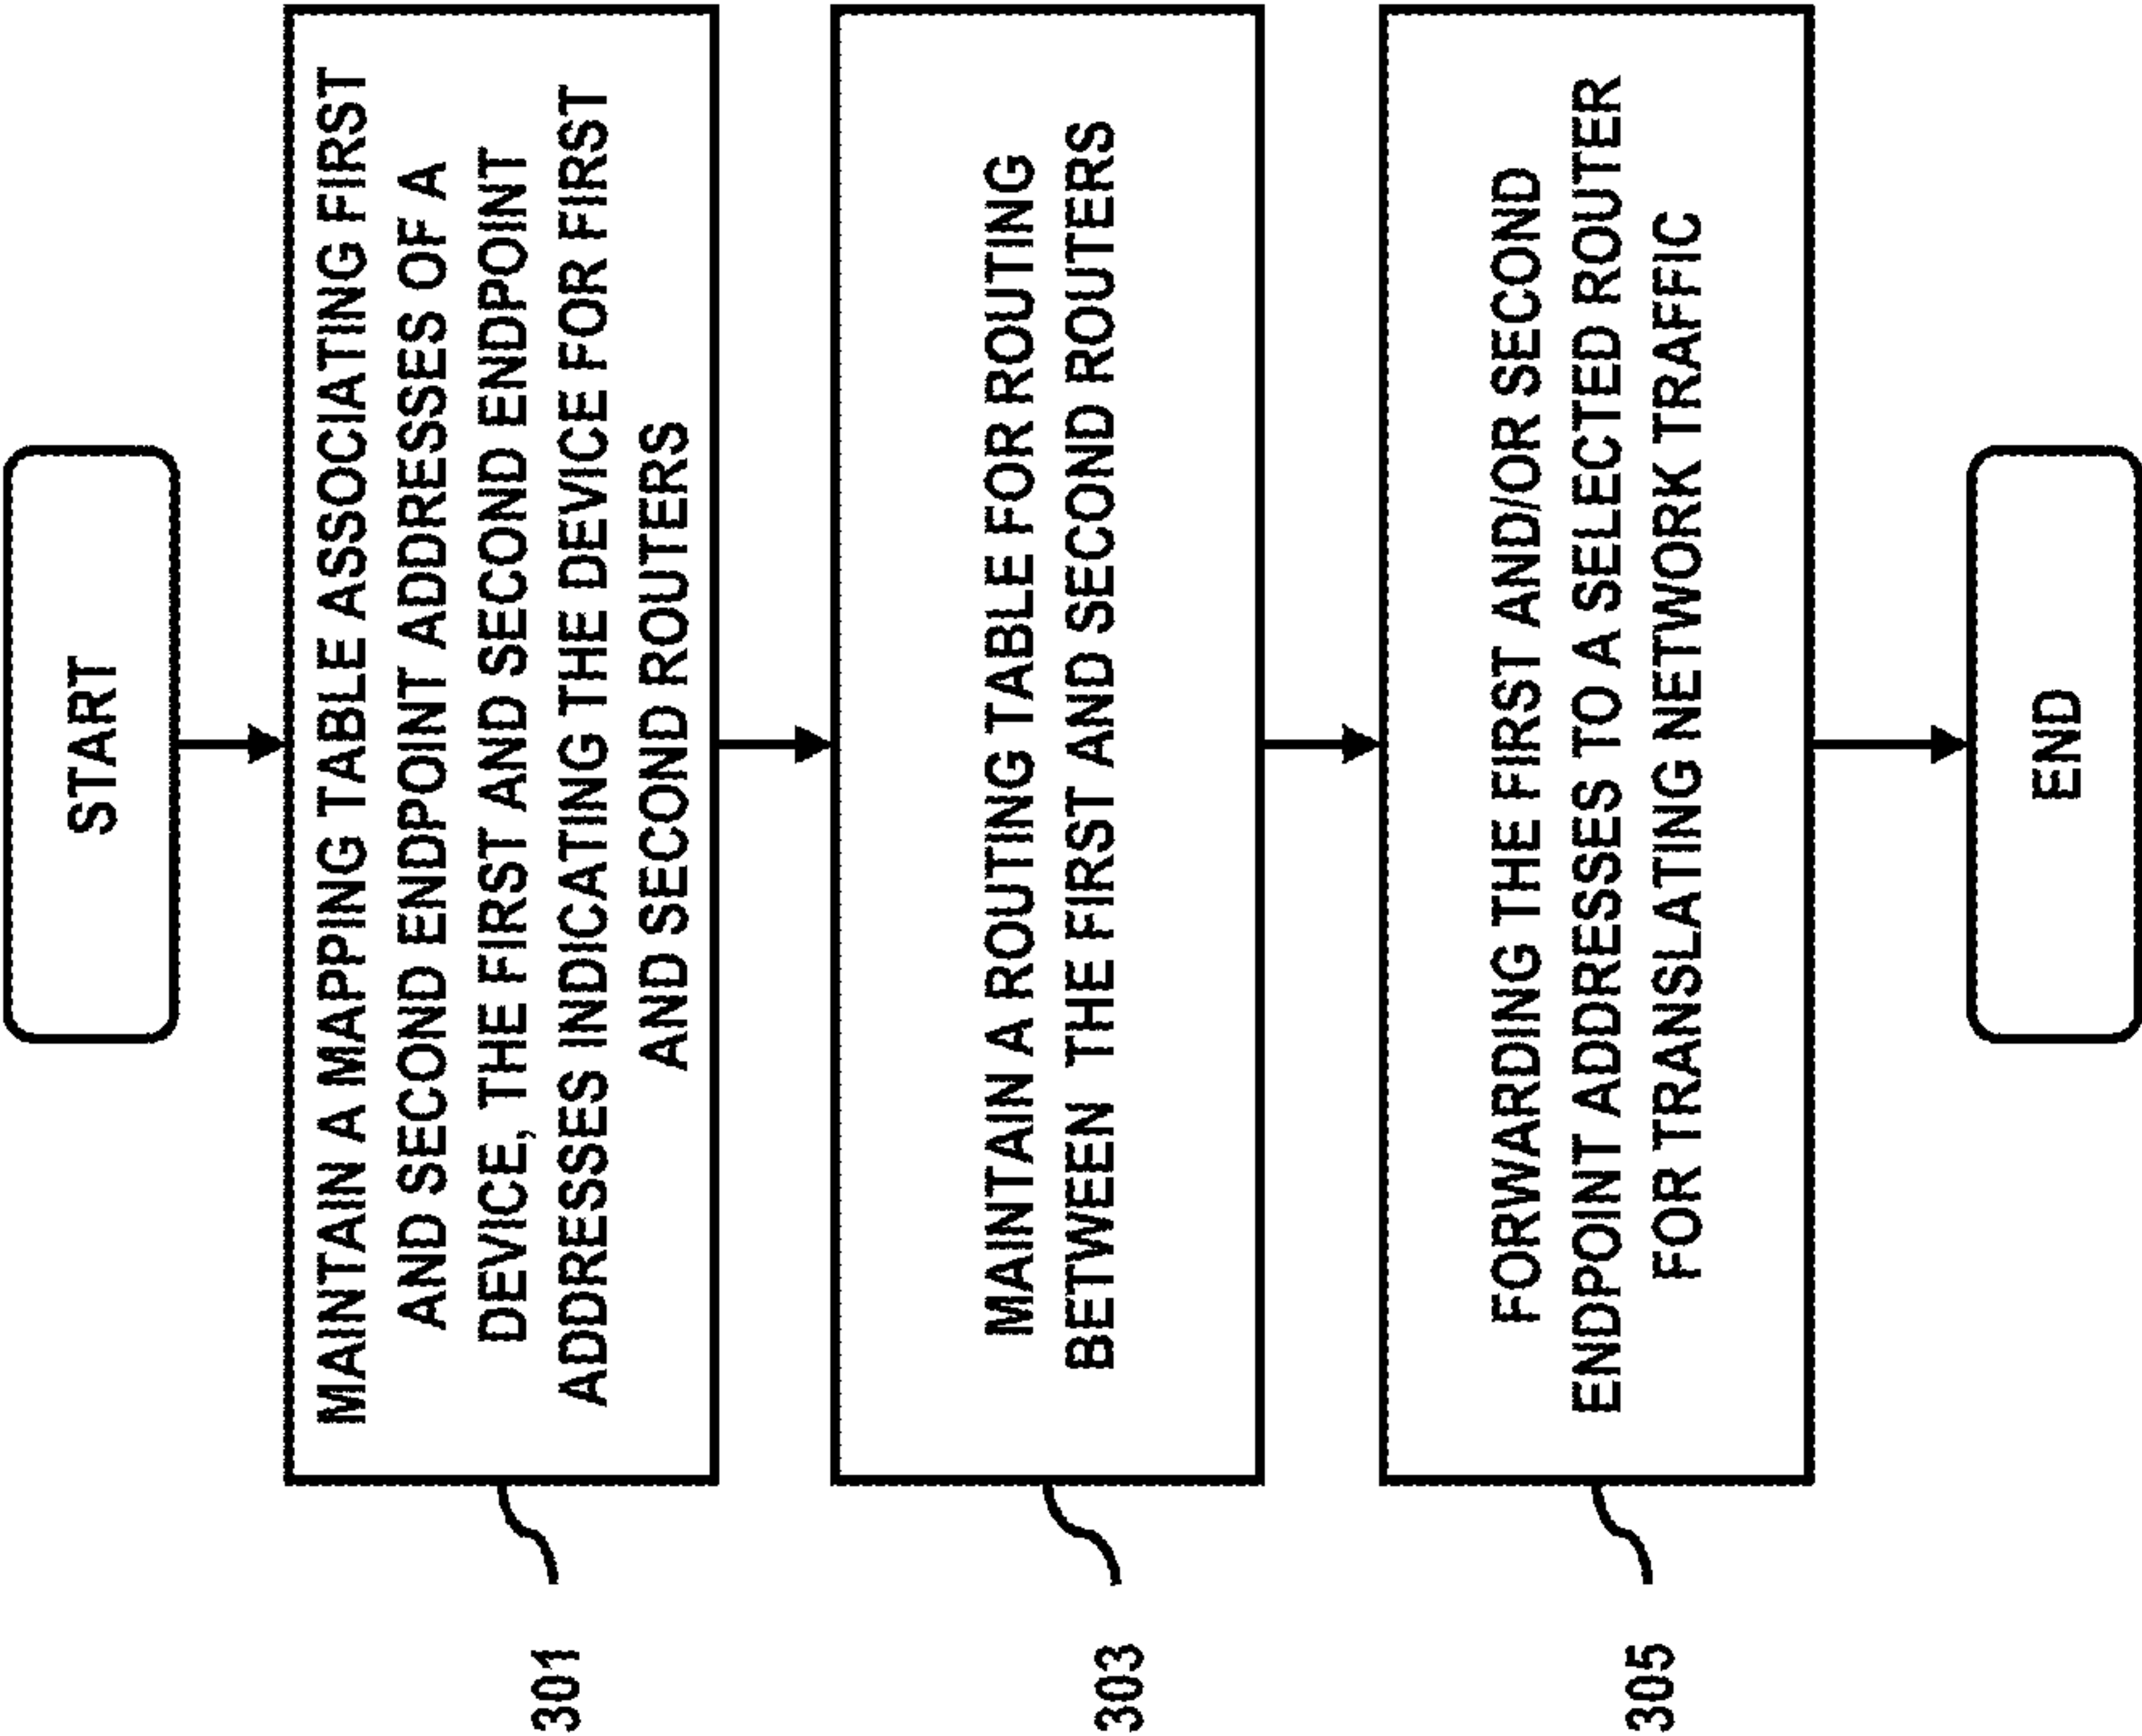 START
MAINTAIN A MAPPING TABLE ASSOCIATING FIRST
AND SECOND ENDPOINT ADDRESSES OF A
DEVICE, THE FIRST AND SECOND ENDPOINT
ADDRESSES INDICATING THE DEVICE FOR FIRST
AND SECOND ROUTERS
301
MAINTAIN A ROUTING TABLE FOR ROUTING
BETWEEN THE FIRST AND SECOND ROUTERS
303
FORWARDING THE FIRST AND/OR SECOND
ENDPOINT ADDRESSES TO A SELECTED ROUTER
FOR TRANSLATING NETWORK TRAFFIC
305
END